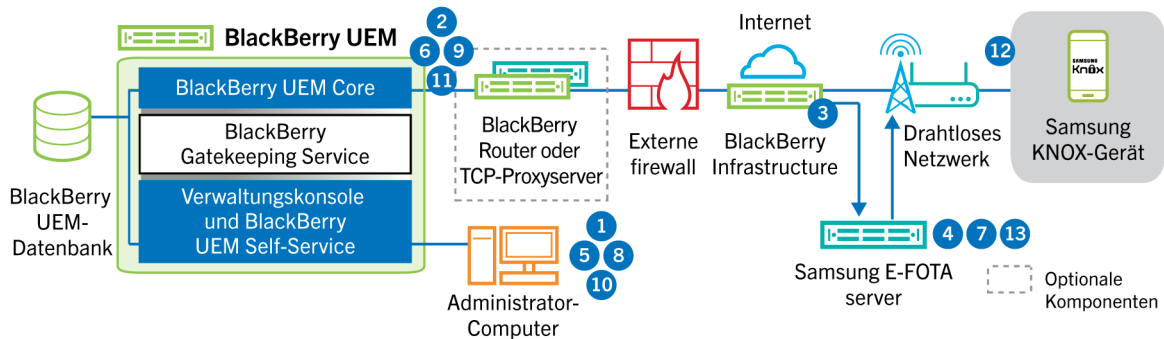 BlackBerry UEM
2
6
9
11
BlackBerry UEM Core
BlackBerry
Gatekeeping Service
Verwaltungskonsole
und BlackBerry
UEM Self-Service
BlackBerry
UEM-
Datenbank
BlackBerry
Router oder
TCP-Proxyserver
1
5
8
10
Administrator-
Computer
Externe
firewall
Internet
3
BlackBerry
Infrastructure
Drahtloses
Netzwerk
12
SAMSUNG
Knox
Samsung
KNOX-Gerät
4
7
13
Samsung E-FOTA
server
Optionale
Komponenten